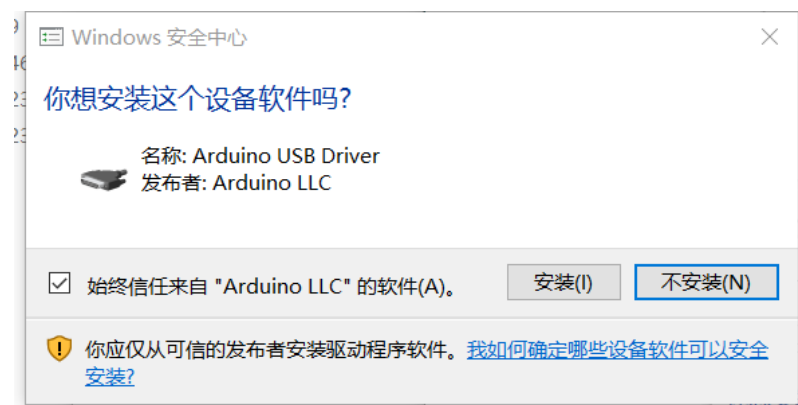 Windows 安全中心
你想安装这个设备软件吗?
名称: Arduino USB Driver
发布者: Arduino LLC
始终信任来自 "Arduino LLC" 的软件(A)。
安装(I)
不安装(N)
你应仅从可信的发布者安装驱动程序软件。我如何确定哪些设备软件可以安全
安装?